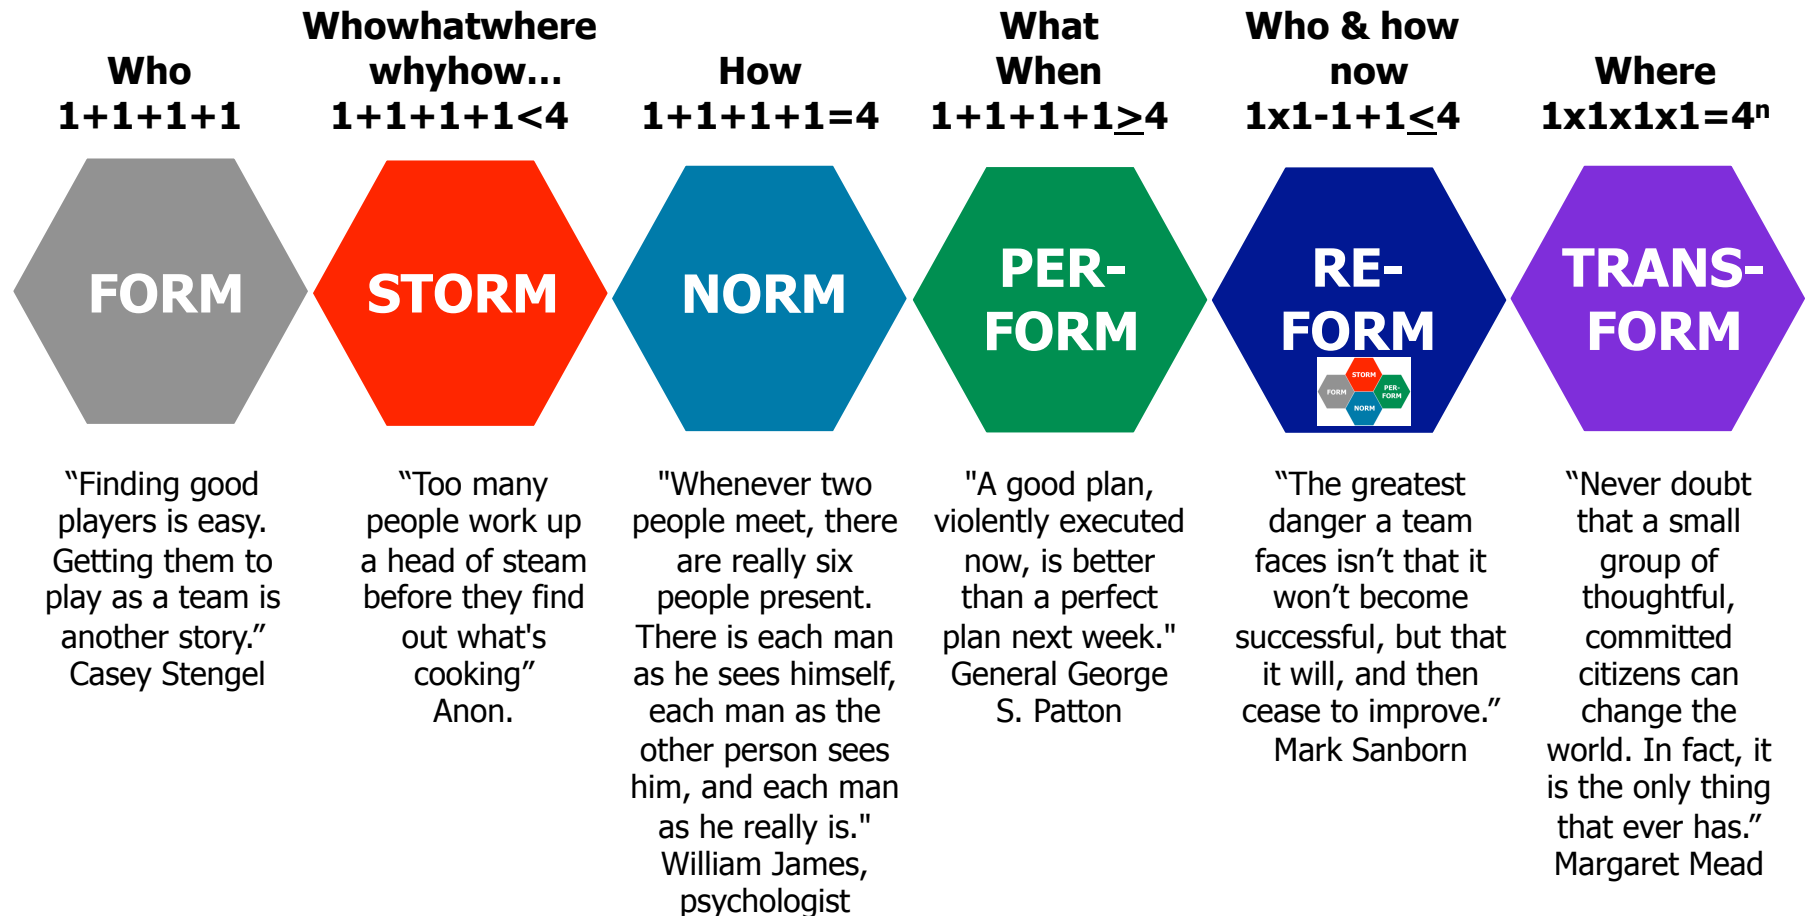 Who
1+1+1+1
Whowhatwhere
whyhow...
1+1+1+1<4
How
1+1+1+1=4
What
When
1+1+1+1≥4
Who & how
now
1x1-1+1≤4
Where
1x1x1x1=4ⁿ
FORM
STORM
NORM
PER-
FORM
RE-
FORM
FORM
STORM
NORM
PER-
FORM
TRANS-
FORM
“Finding good
players is easy.
Getting them to
play as a team is
another story.”
Casey Stengel
“Too many
people work up
a head of steam
before they find
out what's
cooking”
Anon.
"Whenever two
people meet, there
are really six
people present.
There is each man
as he sees himself,
each man as the
other person sees
him, and each man
as he really is."
William James,
psychologist
"A good plan,
violently executed
now, is better
than a perfect
plan next week."
General George
S. Patton
“The greatest
danger a team
faces isn’t that it
won’t become
successful, but that
it will, and then
cease to improve.”
Mark Sanborn
“Never doubt
that a small
group of
thoughtful,
committed
citizens can
change the
world. In fact, it
is the only thing
that ever has.”
Margaret Mead